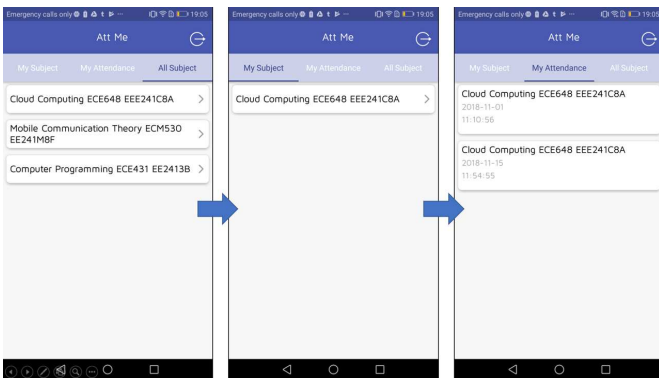 Emergency calls only 19:05
Att Me
My Subject My Attendance All Subject
Cloud Computing ECE648 EEE241C8A
Mobile Communication Theory ECM530
EE241M8F
Computer Programming ECE431 EE2413B
Emergency calls only 19:05
Att Me
My Subject My Attendance All Subject
Cloud Computing ECE648 EEE241C8A
Emergency calls only 19:05
Att Me
My Subject My Attendance All Subject
Cloud Computing ECE648 EEE241C8A
2018-11-01
11:10:56
Cloud Computing ECE648 EEE241C8A
2018-11-15
11:54:55